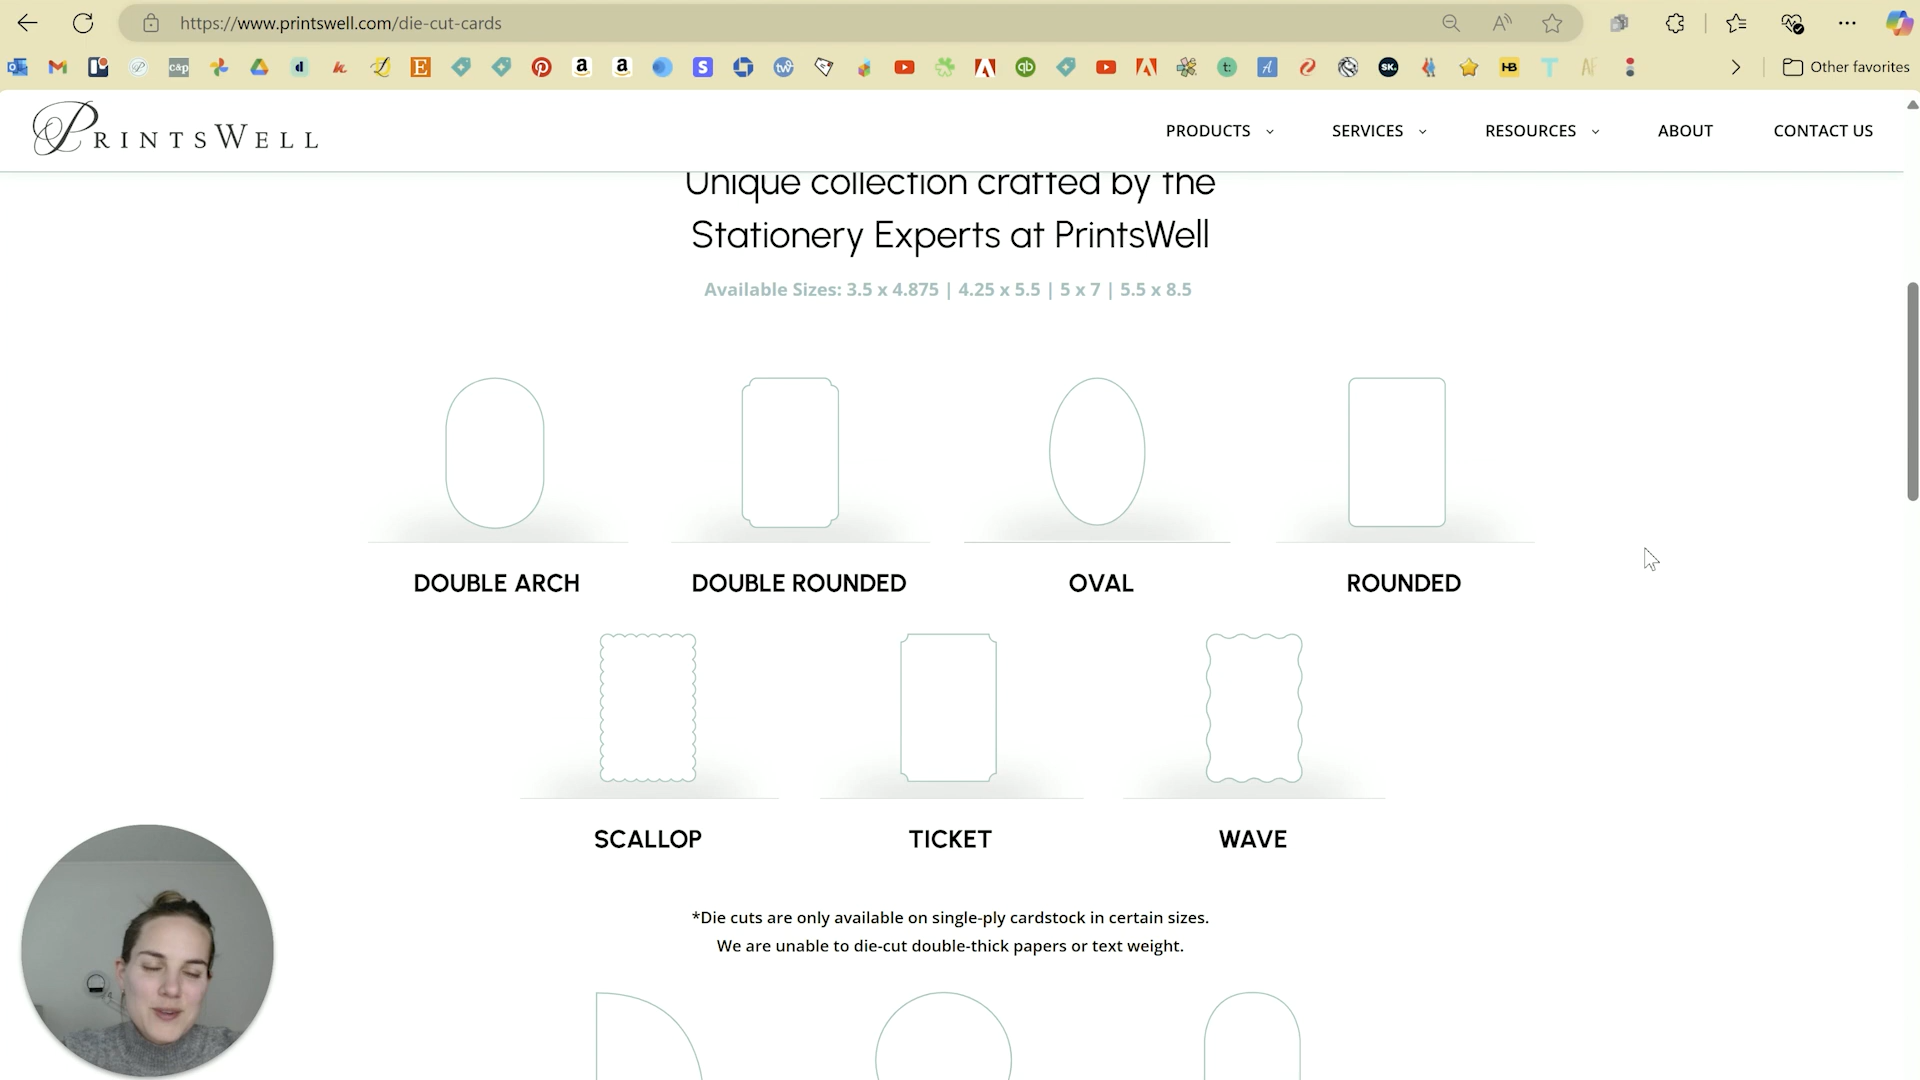 https://www.printswell.com/die-cut-cards
Other favorites
PRINTSWELL
PRODUCTS
SERVICES
RESOURCES
ABOUT
CONTACT US
Unique collection crafted by the
Stationery Experts at PrintsWell
Available Sizes: 3.5 x 4.875 | 4.25 x 5.5 | 5 x 7 | 5.5 x 8.5
DOUBLE ARCH
DOUBLE ROUNDED
OVAL
ROUNDED
SCALLOP
TICKET
WAVE
*Die cuts are only available on single-ply cardstock in certain sizes.
We are unable to die-cut double-thick papers or text weight.